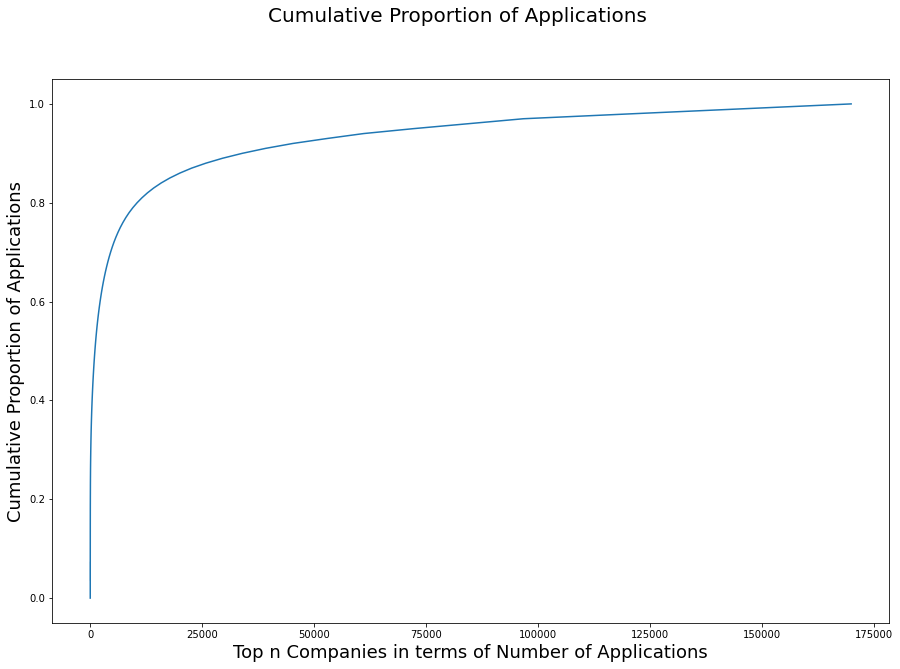 Cumulative Proportion of Applications
Cumulative Proportion of Applications
1.0
0.8
0.6
0.4
0.2
0.0
0 25000 50000 75000 100000 125000 150000 175000
Top n Companies in terms of Number of Applications